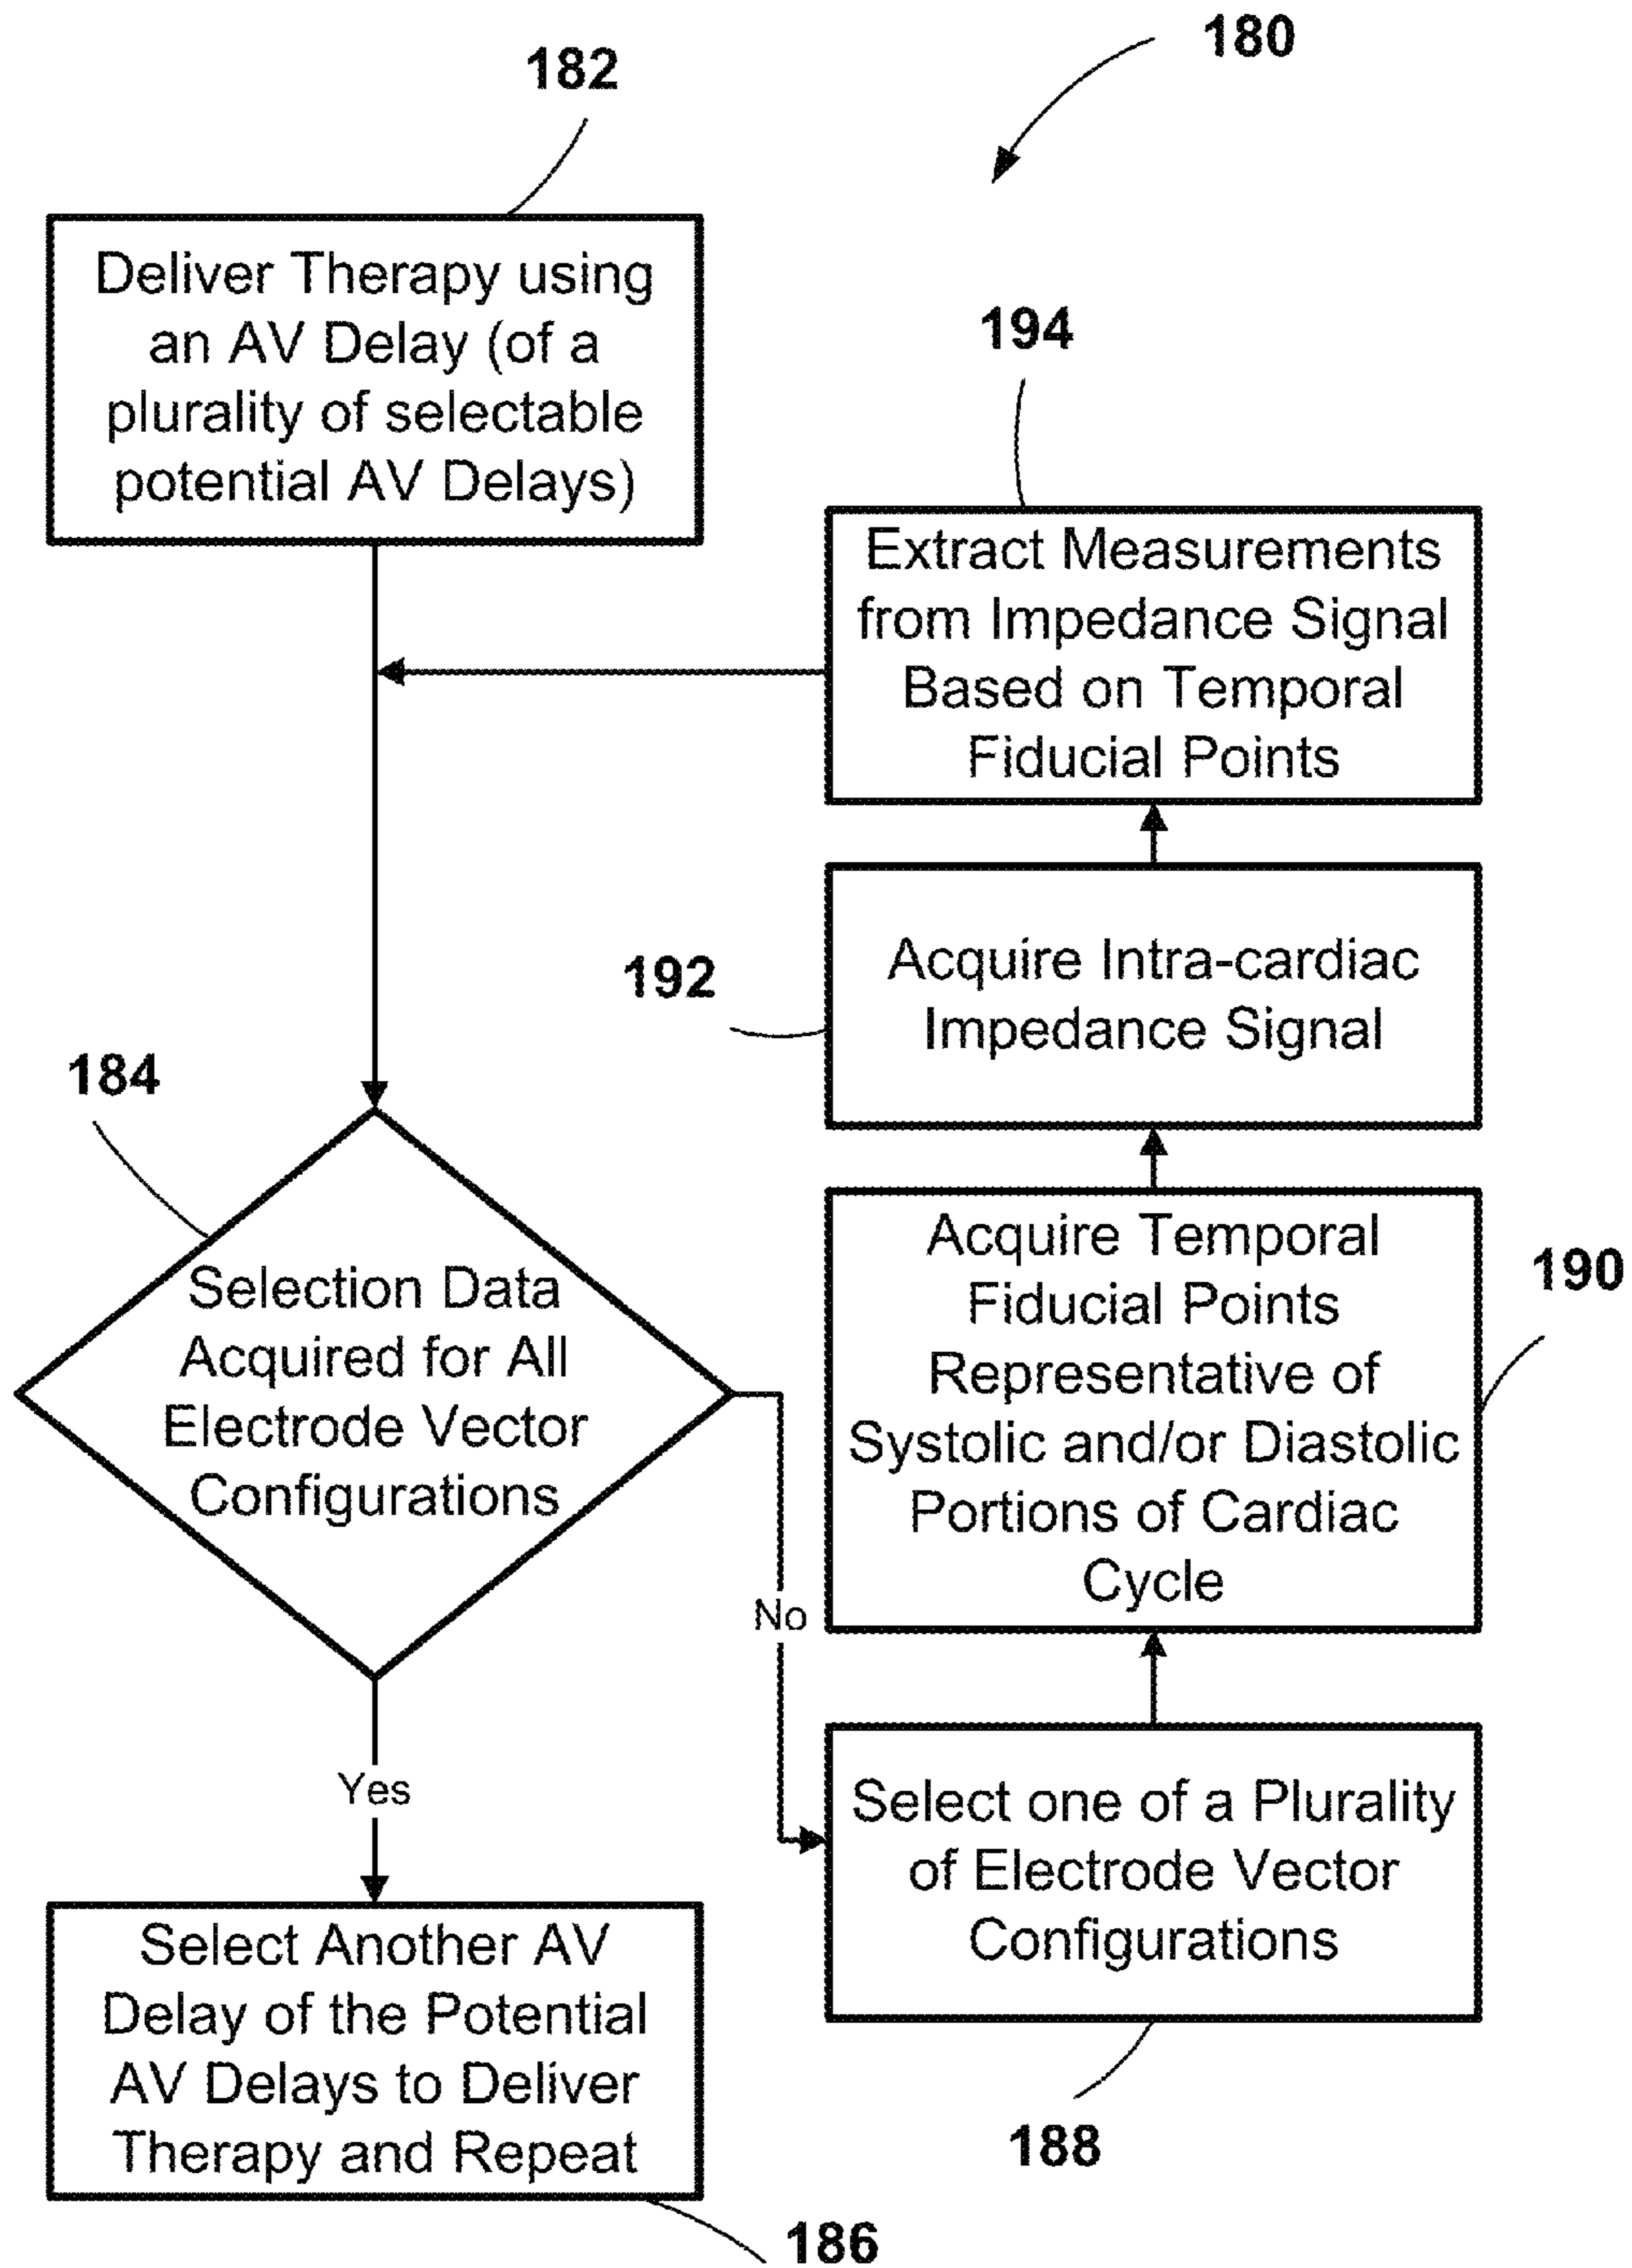 180
182
Deliver Therapy using
an AV Delay (of a
plurality of selectable
potential AV Delays)
194
Extract Measurements
from Impedance Signal
Based on Temporal
Fiducial Points
192
Acquire Intra-cardiac
Impedance Signal
184
Selection Data
Acquired for All
Electrode Vector
Configurations
190
Acquire Temporal
Fiducial Points
Representative of
Systolic and/or Diastolic
Portions of Cardiac
Cycle
No
Yes
Select one of a Plurality
of Electrode Vector
Configurations
188
Select Another AV
Delay of the Potential
AV Delays to Deliver
Therapy and Repeat
186